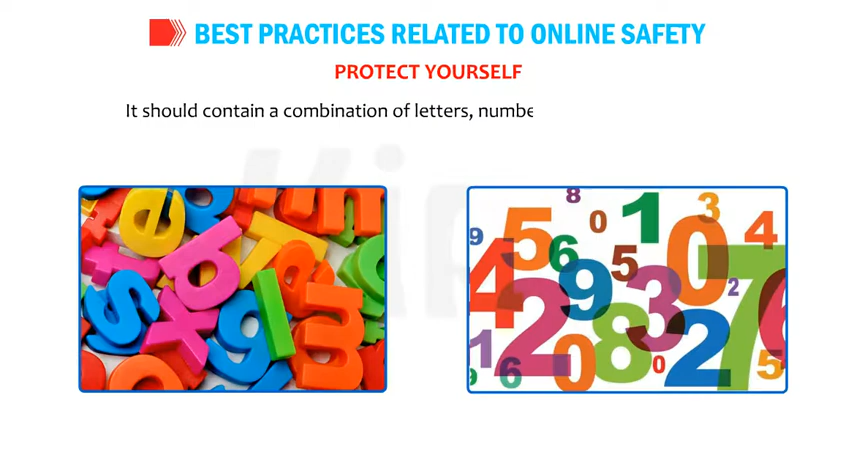 BEST PRACTICES RELATED TO ONLINE SAFETY
PROTECT YOURSELF
It should contain a combination of letters, numbe